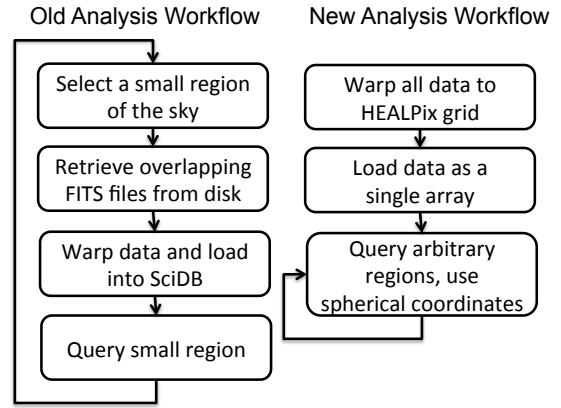 Old Analysis Workflow
Select a small region
of the sky
Retrieve overlapping
FITS files from disk
Warp data and load
into SciDB
Query small region
New Analysis Workflow
Warp all data to
HEALPix grid
Load data as a
single array
Query arbitrary
regions, use
spherical coordinates